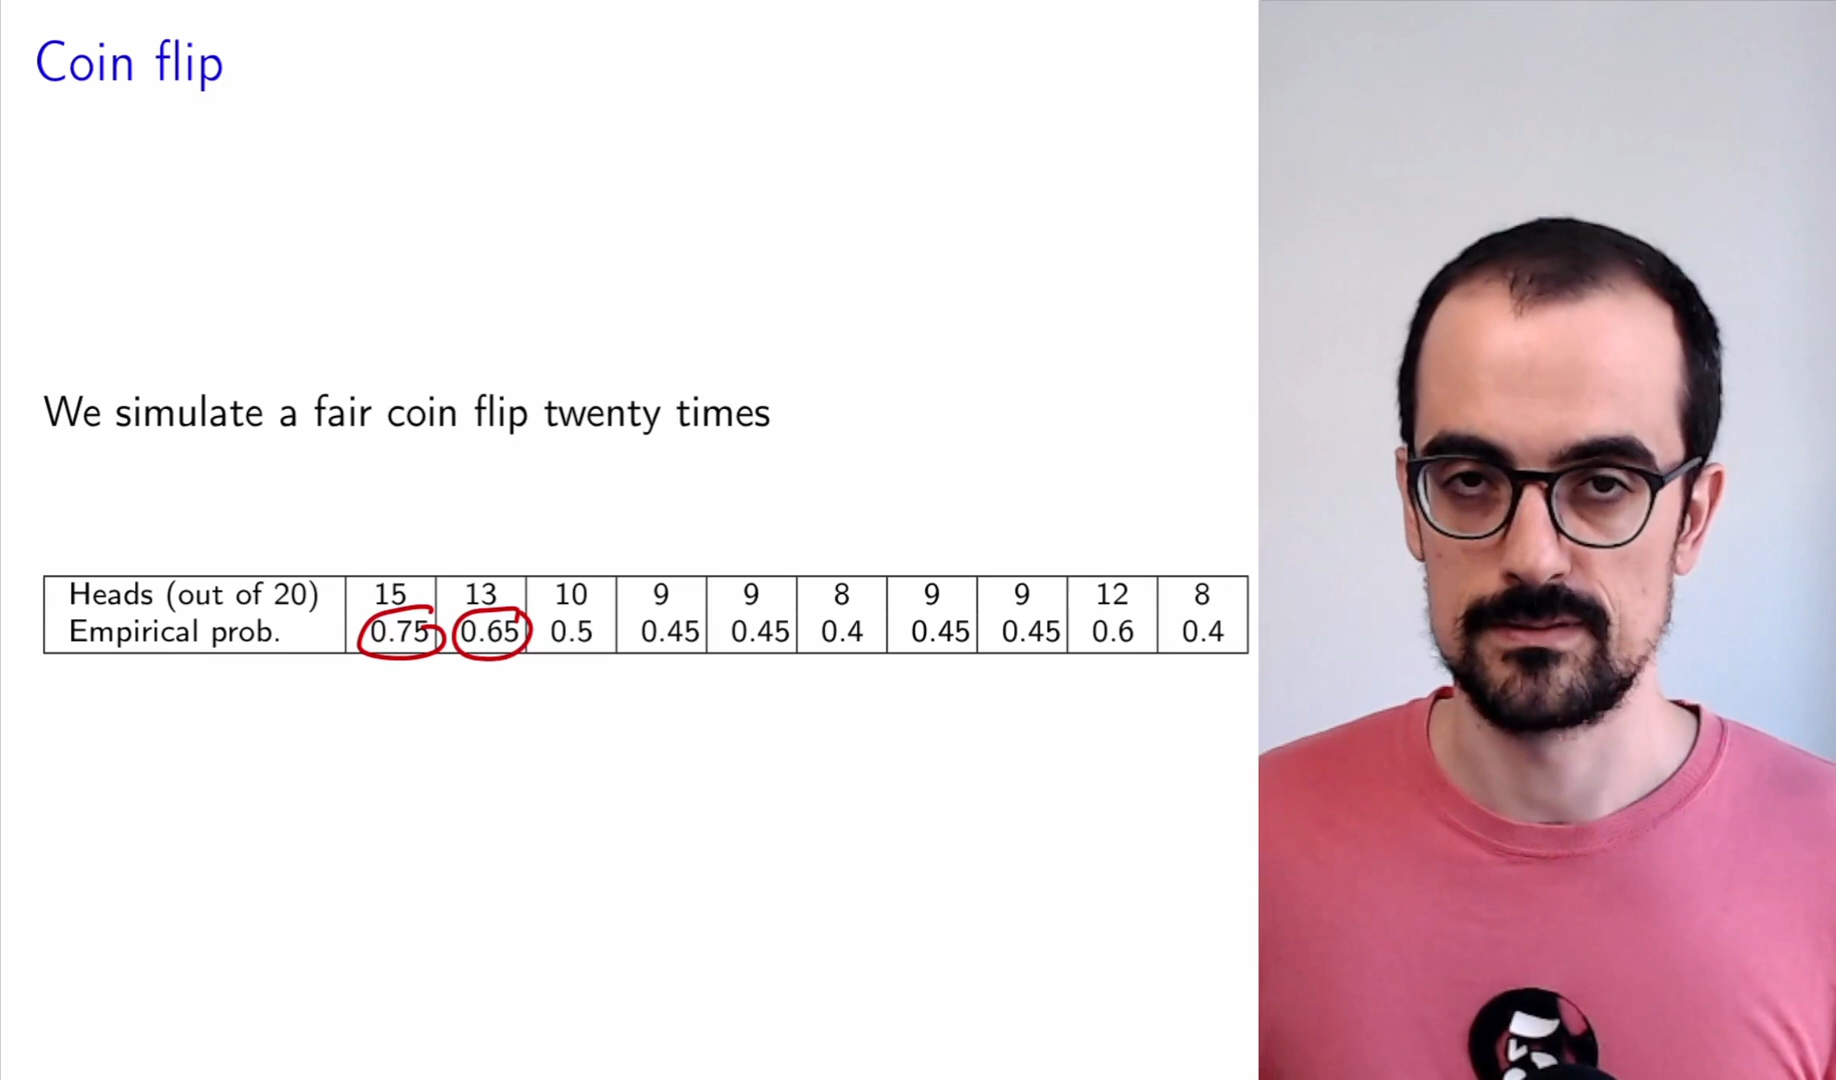 Coin flip
We simulate a fair coin flip twenty times
Heads (out of 20) 15 13 10 9 9 8 9 9 12 8
Empirical prob. 0.75 0.65 0.5 0.45 0.45 0.4 0.45 0.45 0.6 0.4